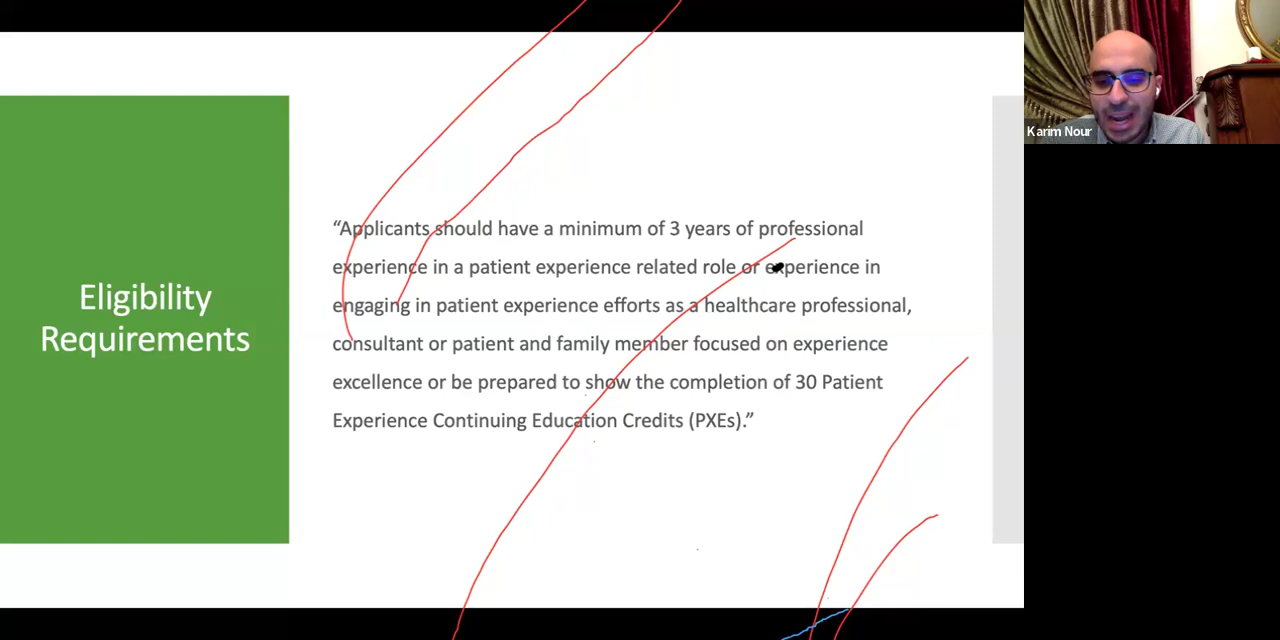 Eligibility
Requirements
“Applicants should have a minimum of 3 years of professional
experience in a patient experience related role or experience in
engaging in patient experience efforts as a healthcare professional,
consultant or patient and family member focused on experience
excellence or be prepared to show the completion of 30 Patient
Experience Continuing Education Credits (PXEs).”
Karim Nour